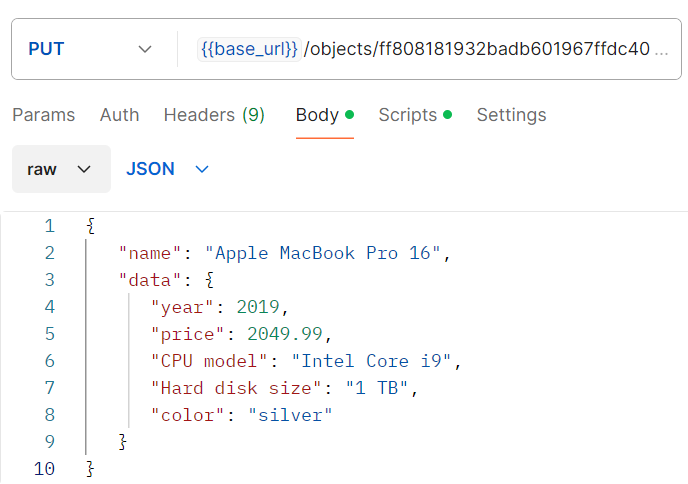 PUT {{base_url}}/objects/ff808181932badb601967ffdc40 ...
Params Auth Headers (9) Body Scripts Settings
raw JSON
1 {
2 "name": "Apple MacBook Pro 16",
3 "data": {
4 "year": 2019,
5 "price": 2049.99,
6 "CPU model": "Intel Core i9",
7 "Hard disk size": "1 TB",
8 "color": "silver"
9 }
10 }